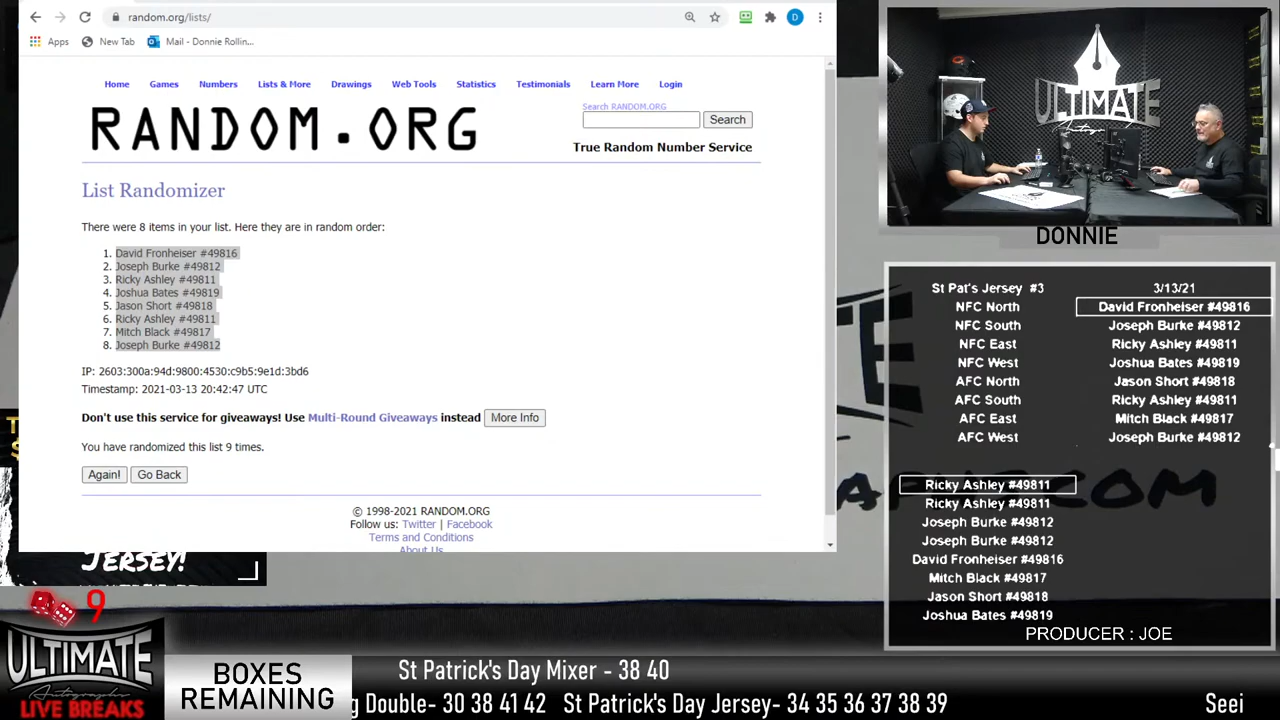 random.org/lists/
D
Apps New Tab Mail - Donnie Rollin...
Home Games Numbers Lists & More Drawings Web Tools Statistics Testimonials Learn More Login
RANDOM.ORG
Search RANDOM.ORG
Search
True Random Number Service
List Randomizer
There were 8 items in your list. Here they are in random order:
1. David Fronheiser #49816
2. Joseph Burke #49812
3. Ricky Ashley #49811
4. Joshua Bates #49819
5. Jason Short #49818
6. Ricky Ashley #49811
7. Mitch Black #49817
8. Joseph Burke #49812
IP: 2603:300a:94d:9800:4530:c9b5:9e1d:3bd6
Timestamp: 2021-03-13 20:42:47 UTC
Don't use this service for giveaways! Use Multi-Round Giveaways instead More Info
You have randomized this list 9 times.
Again! Go Back
© 1998-2021 RANDOM.ORG
Follow us: Twitter | Facebook
Terms and Conditions
About Us
ULTIMATE
Autographs
DONNIE
St Pat's Jersey #3 3/13/21
NFC North David Fronheiser #49816
NFC South Joseph Burke #49812
NFC East Ricky Ashley #49811
NFC West Joshua Bates #49819
AFC North Jason Short #49818
AFC South Ricky Ashley #49811
AFC East Mitch Black #49817
AFC West Joseph Burke #49812
Ricky Ashley #49811
Ricky Ashley #49811
Joseph Burke #49812
Joseph Burke #49812
David Fronheiser #49816
Mitch Black #49817
Jason Short #49818
Joshua Bates #49819
PRODUCER : JOE
JERSEY!
9
ULTIMATE
Autographs
LIVE BREAKS
BOXES
REMAINING
St Patrick's Day Mixer - 38 40
g Double- 30 38 41 42 St Patrick's Day Jersey- 34 35 36 37 38 39 Seei